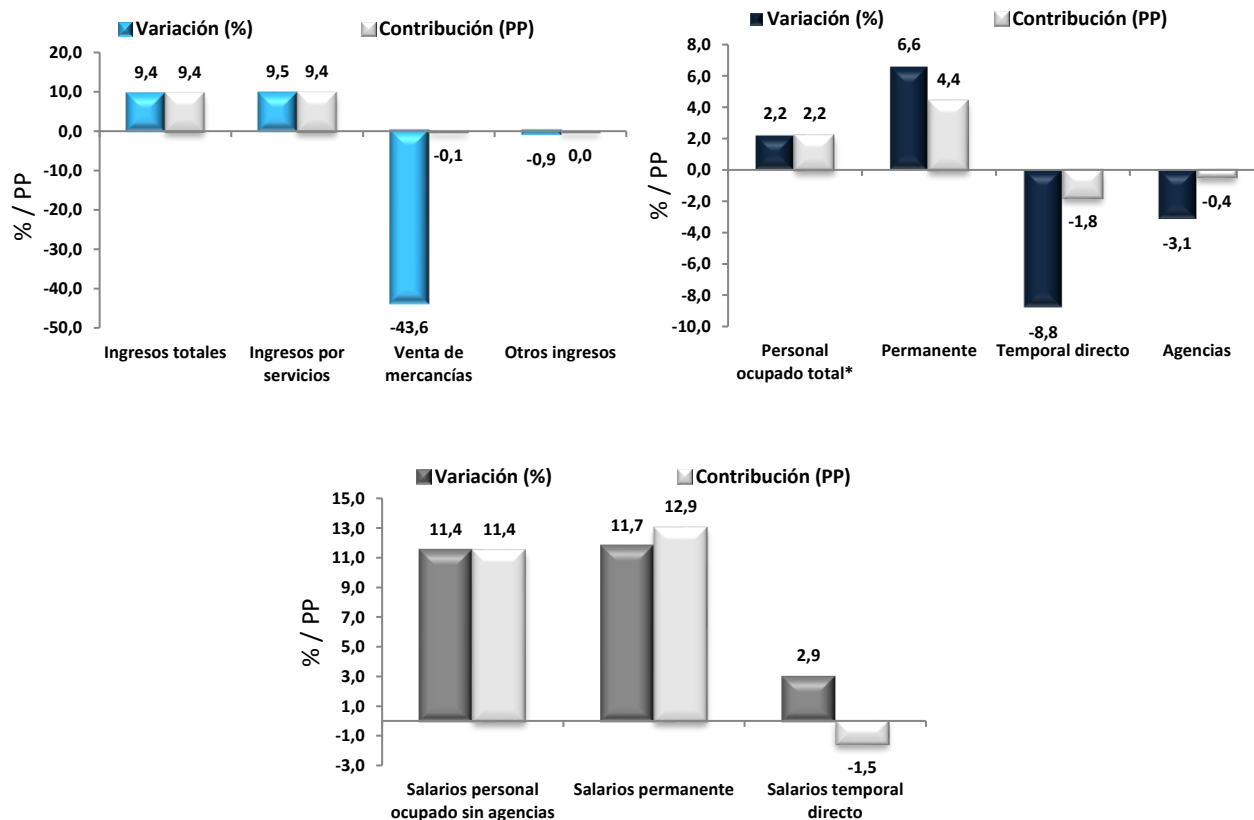 Variación (%) Contribución (PP)
20,0
10,0
0,0
-10,0
-20,0
-30,0
-40,0
-50,0
% / PP
9,4 9,4 9,5 9,4
-43,6 -0,1 -0,9 0,0
Ingresos totales Ingresos por Venta de Otros ingresos
servicios mercancías
Variación (%) Contribución (PP)
8,0
6,0
4,0
2,0
0,0
-2,0
-4,0
-6,0
-8,0
-10,0
% / PP
2,2 2,2 6,6 4,4
-8,8 -1,8 -3,1 -0,4
Personal Permanente Temporal directo Agencias
ocupado total*
Variación (%) Contribución (PP)
15,0
13,0
11,0
9,0
7,0
5,0
3,0
1,0
-1,0
-3,0
% / PP
11,4 11,4 11,7 12,9
2,9 -1,5
Salarios personal Salarios permanente Salarios temporal
ocupado sin agencias directo